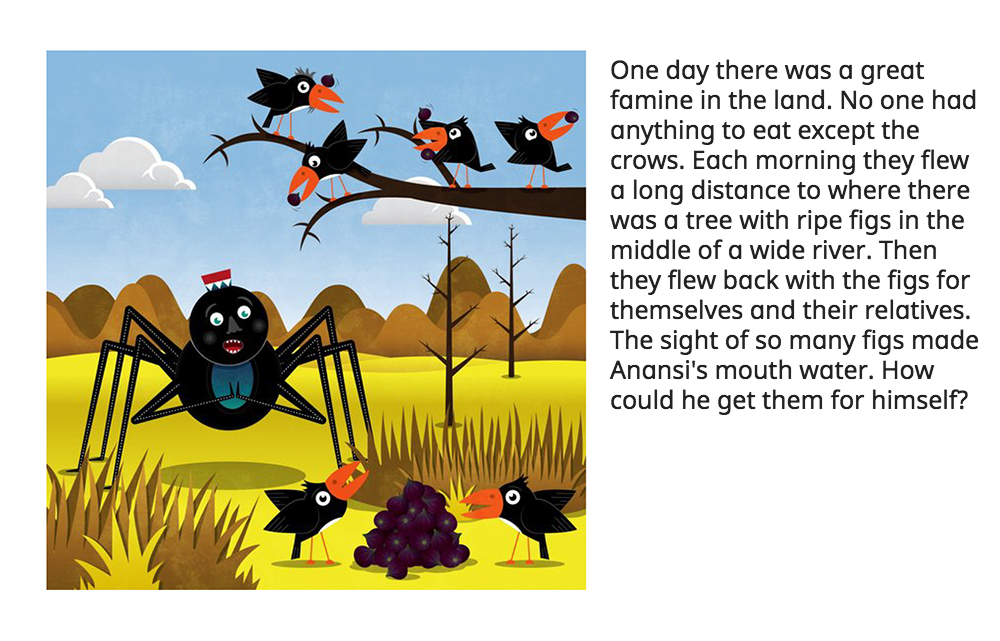 One day there was a great
famine in the land. No one had
anything to eat except the
crows. Each morning they flew
a long distance to where there
was a tree with ripe figs in the
middle of a wide river. Then
they flew back with the figs for
themselves and their relatives.
The sight of so many figs made
Anansi's mouth water. How
could he get them for himself?